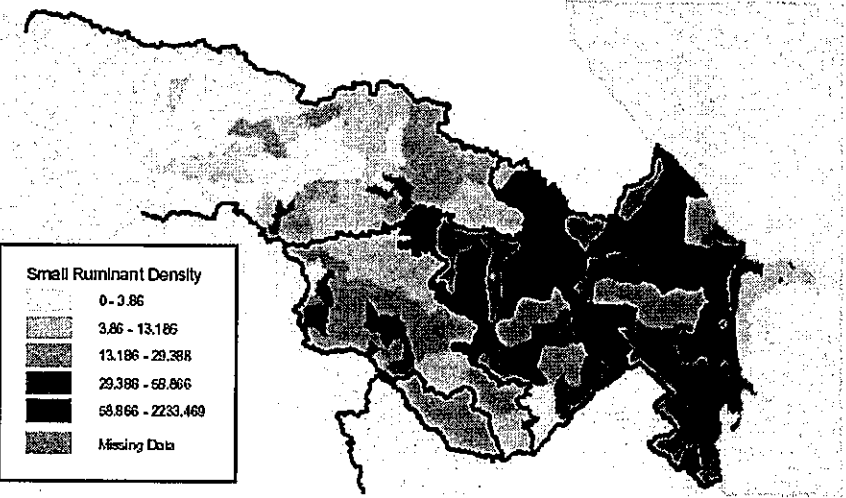 Small Ruminant Density
0 - 3.86
3.86 - 13.186
13.186 - 29.388
29.386 - 58.866
58.866 - 2233.469
Missing Data